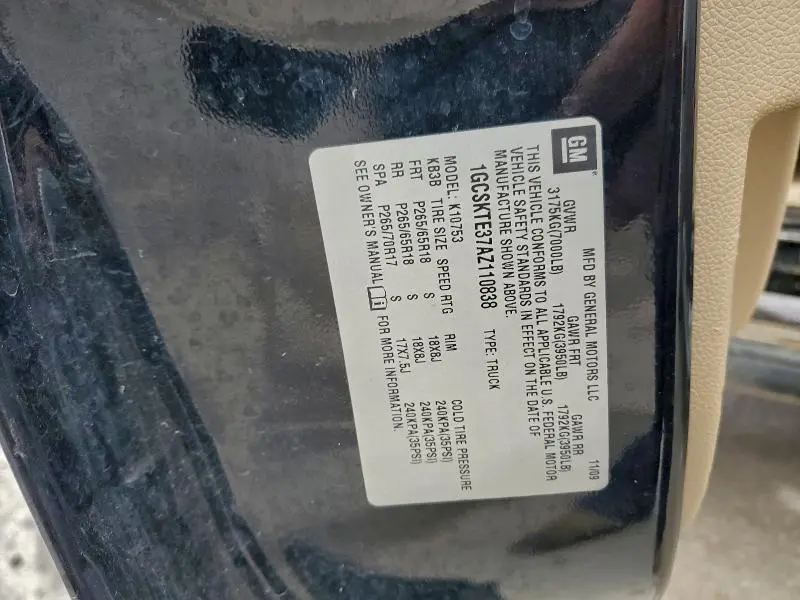 GM ®
MFD BY GENERAL MOTORS LLC 11/09
GVWR GAWR FRT GAWR RR
3175KG(7000LB) 1792KG(3950LB) 1792KG(3950LB)
THIS VEHICLE CONFORMS TO ALL APPLICABLE U.S. FEDERAL MOTOR
VEHICLE SAFETY STANDARDS IN EFFECT ON THE DATE OF
MANUFACTURE SHOWN ABOVE.
1GCSKTE37AZ110838 TYPE: TRUCK
MODEL: K10753
KB3B TIRE SIZE SPEED RTG RIM COLD TIRE PRESSURE
FRT P265/65R18 S 18X8J 240KPA(35PSI)
RR P265/65R18 S 18X8J 240KPA(35PSI)
SPA P265/70R17 S 17X7.5J 240KPA(35PSI)
SEE OWNER'S MANUAL i FOR MORE INFORMATION.